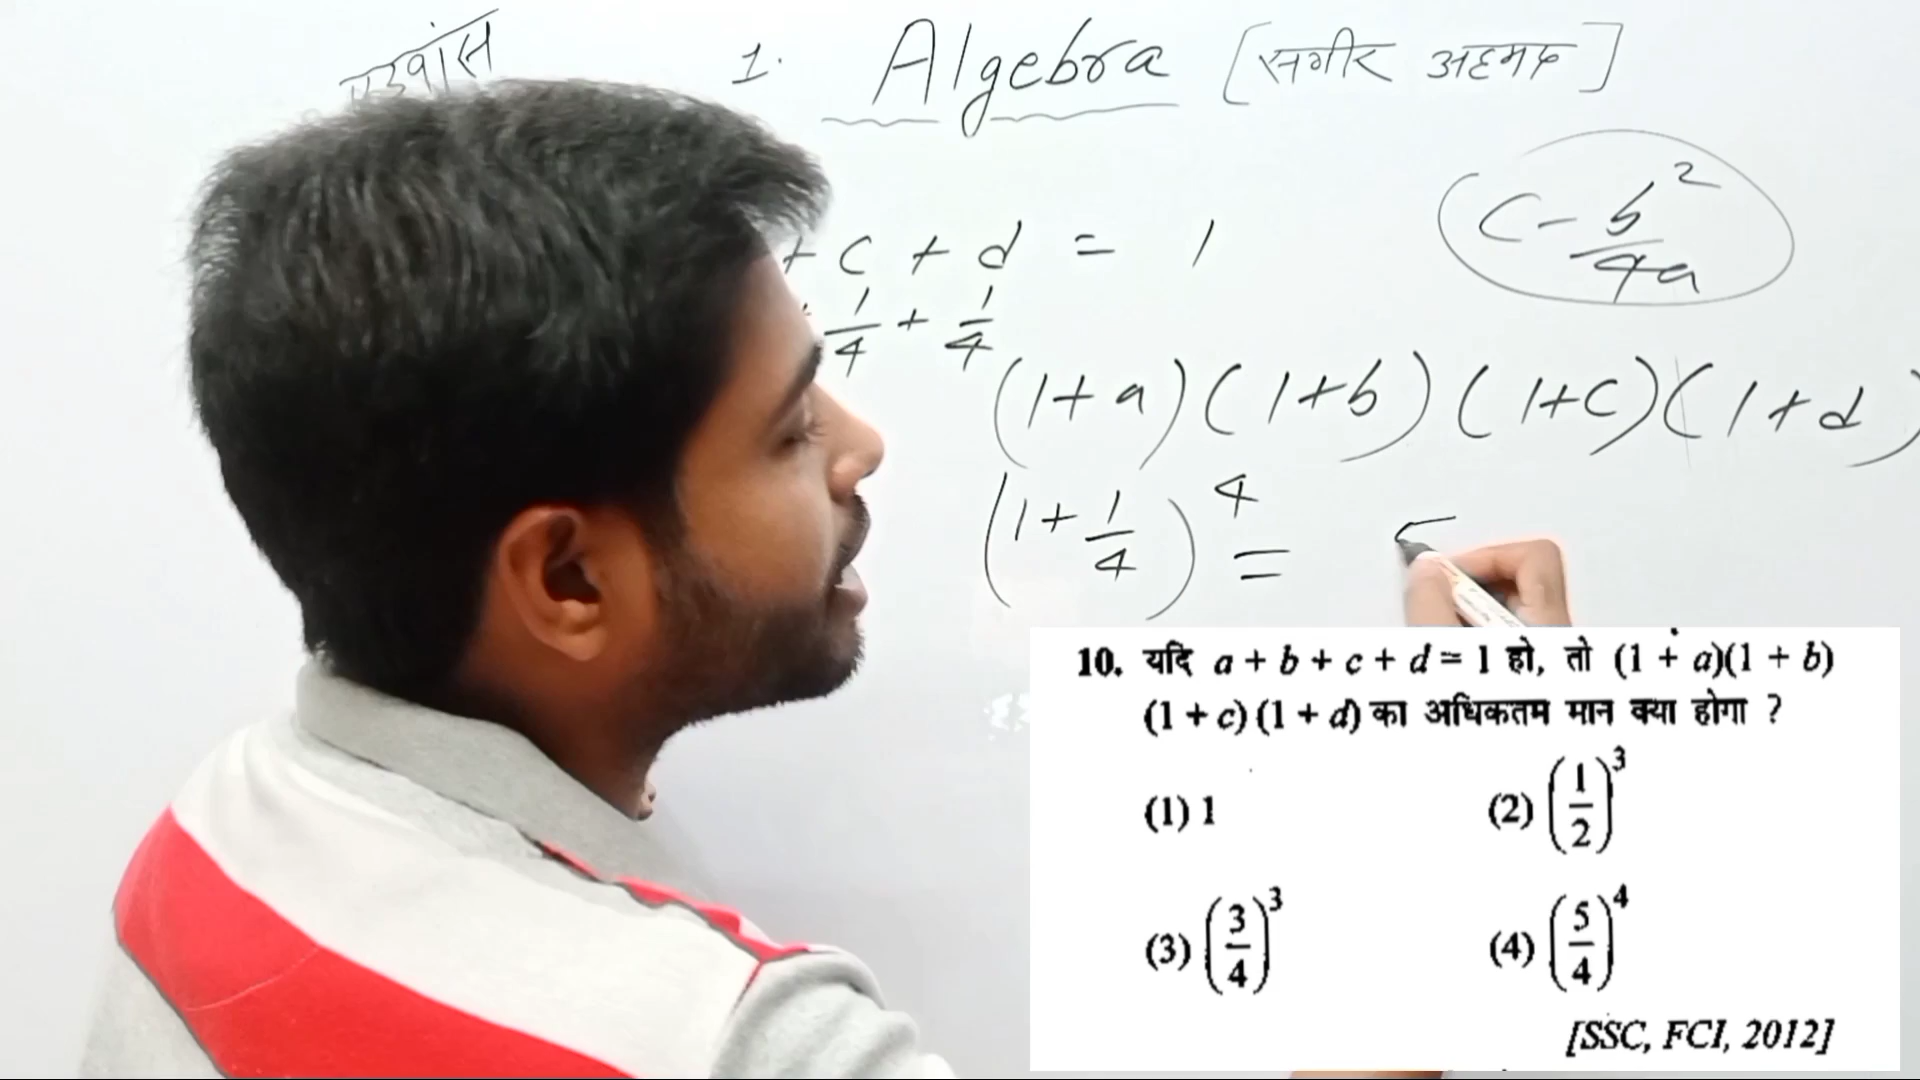 1. Algebra [सगीर अहमद]
c - b²/4a
+ c + d = 1
1/4 + 1/4
(1+a)(1+b)(1+c)(1+d)
(1+1/4)⁴ =
10. यदि a + b + c + d = 1 हो, तो (1 + a)(1 + b)
(1 + c) (1 + d) का अधिकतम मान क्या होगा ?
(1) 1 (2) (1/2)³
(3) (3/4)³ (4) (5/4)⁴
[SSC, FCI, 2012]